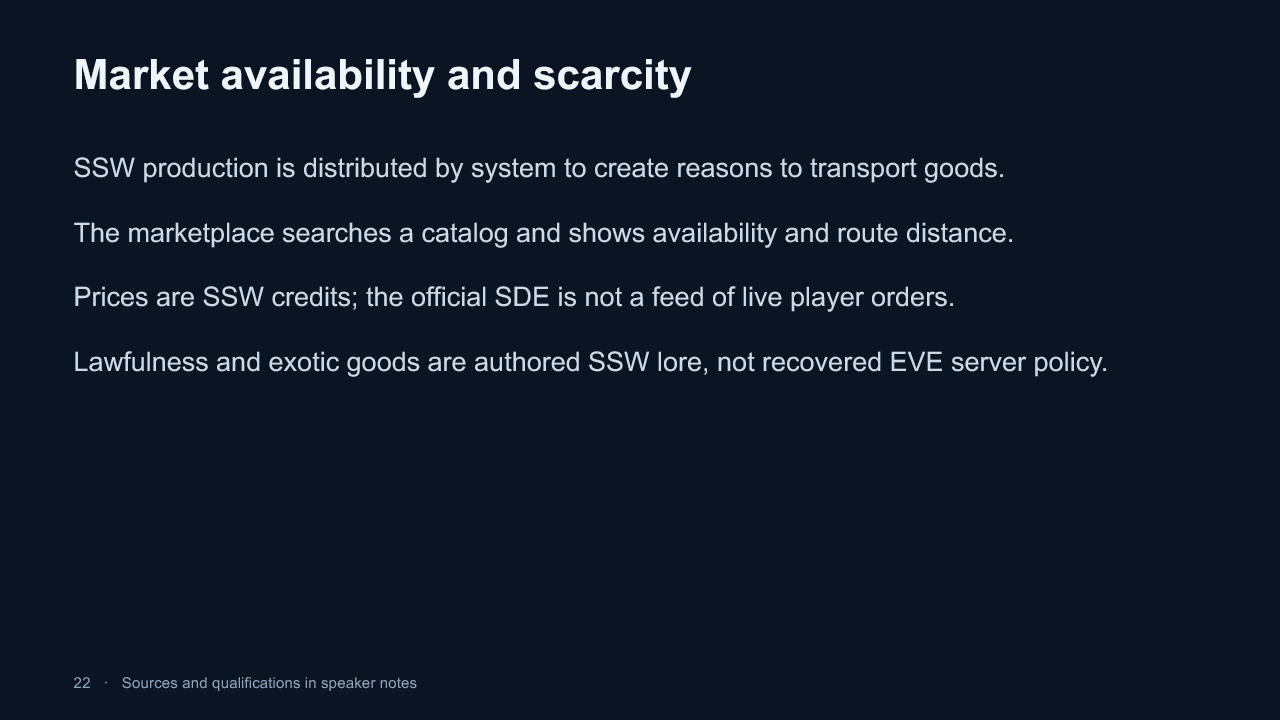 Market availability and scarcity
SSW production is distributed by system to create reasons to transport goods.
The marketplace searches a catalog and shows availability and route distance.
Prices are SSW credits; the official SDE is not a feed of live player orders.
Lawfulness and exotic goods are authored SSW lore, not recovered EVE server policy.
22 · Sources and qualifications in speaker notes